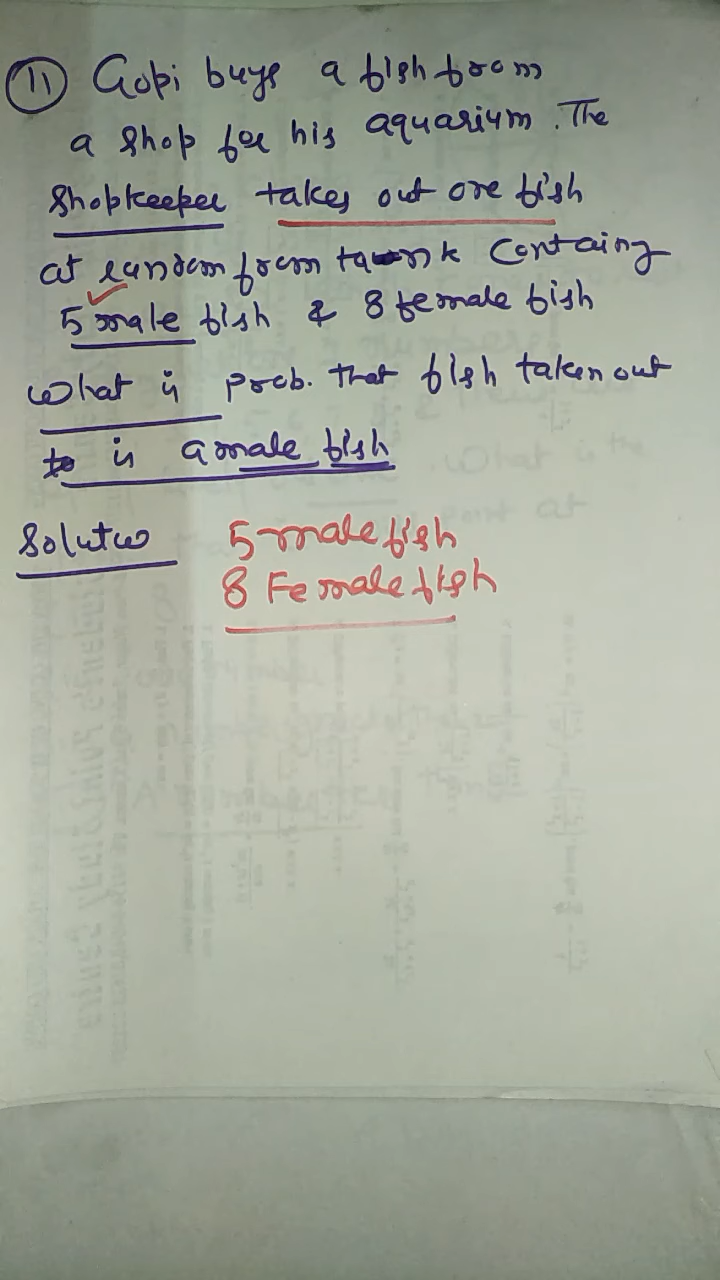 11 Gopi buys a fish from
a shop for his aquarium. The
shopkeeper takes out one fish
at random from tank containg
5 male fish & 8 female fish
What is prob. that fish taken out
is a male fish
Solution 5 male fish
8 Female fish